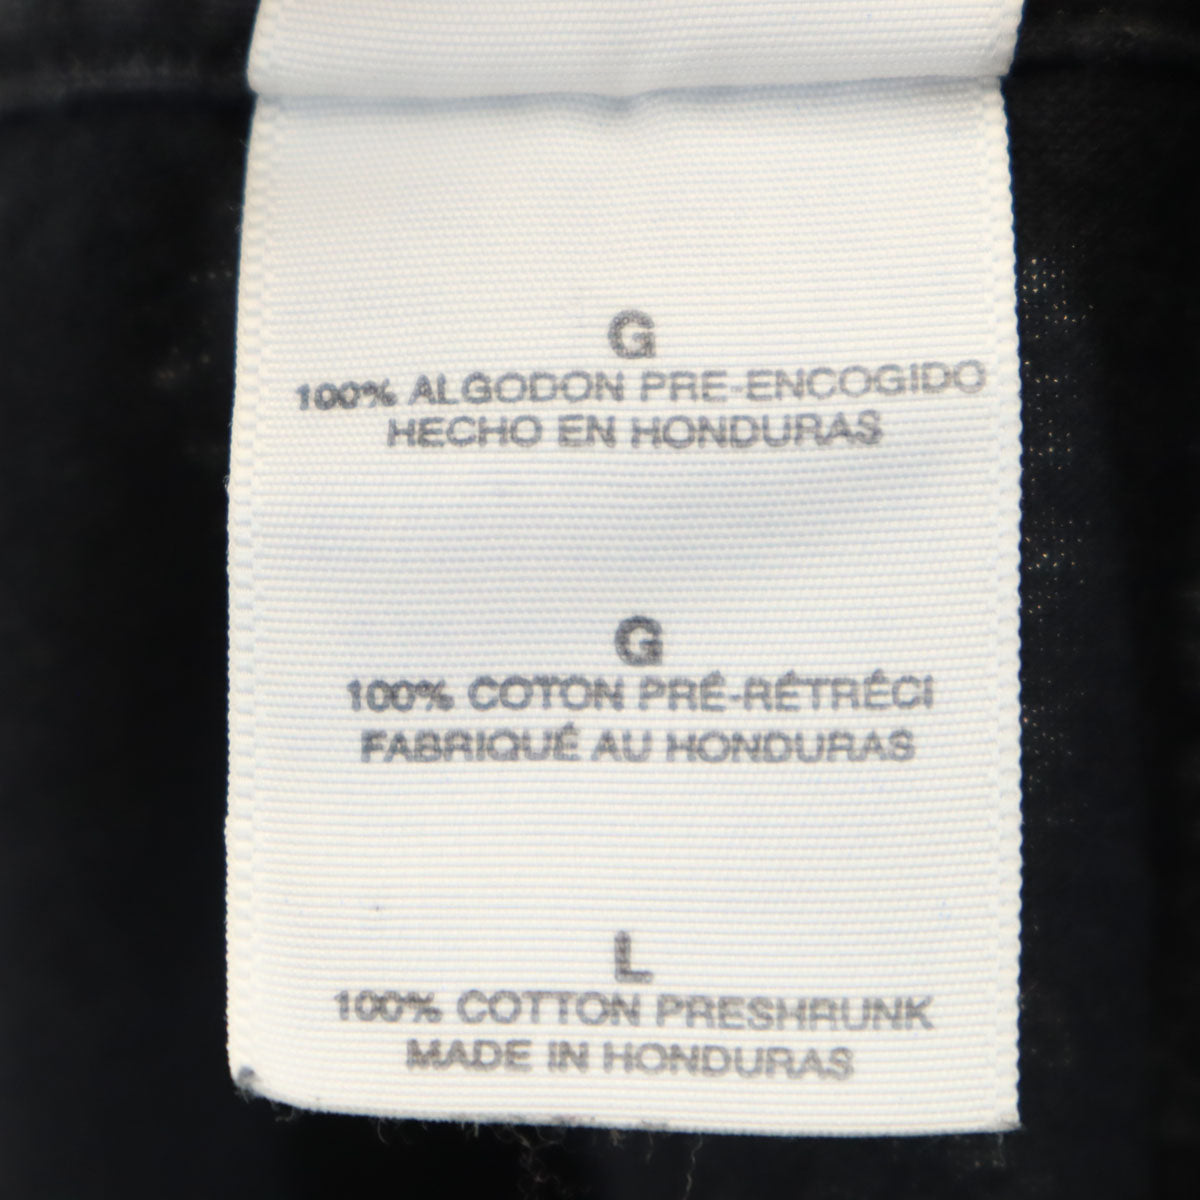 G
100% ALGODON PRE-ENCOGIDO
HECHO EN HONDURAS
G
100% COTON PRÉ-RÉTRÉCI
FABRIQUÉ AU HONDURAS
L
100% COTTON PRESHRUNK
MADE IN HONDURAS